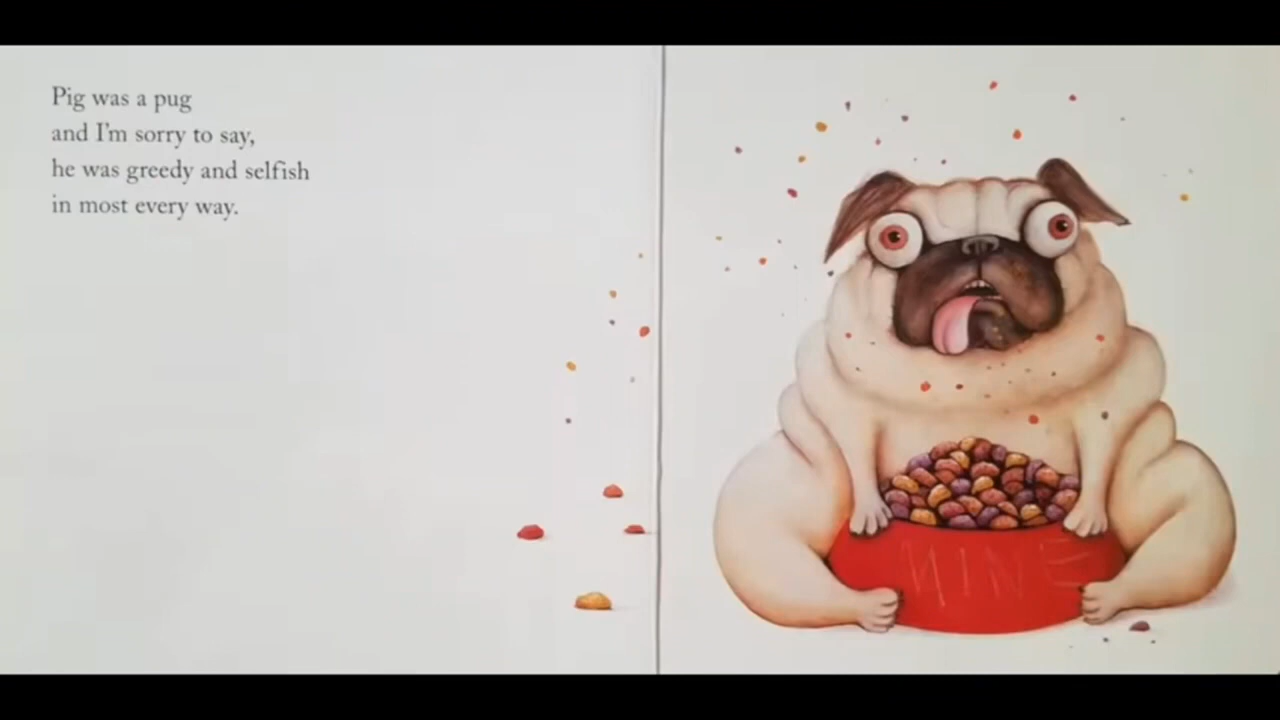 Pig was a pug
and I'm sorry to say,
he was greedy and selfish
in most every way.
MINE